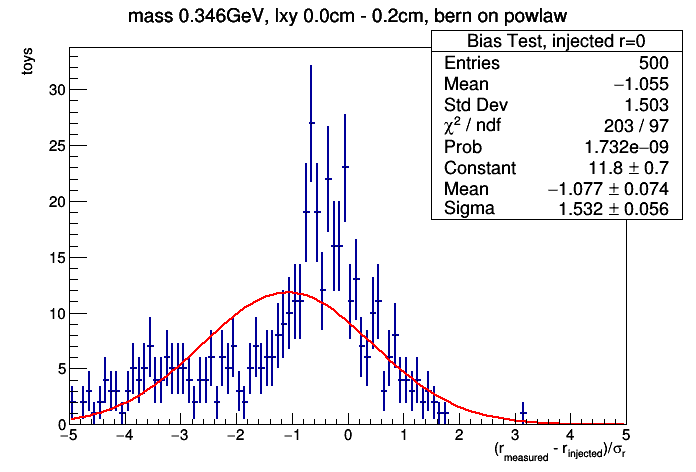 mass 0.346GeV, lxy 0.0cm - 0.2cm, bern on powlaw
Bias Test, injected r=0
Entries 500
Mean −1.055
Std Dev 1.503
χ² / ndf 203 / 97
Prob 1.732e−09
Constant 11.8 ± 0.7
Mean −1.077 ± 0.074
Sigma 1.532 ± 0.056
toys
30
25
20
15
10
5
0
−5 −4 −3 −2 −1 0 1 2 3 4 5
(r_measured - r_injected)/σ_r